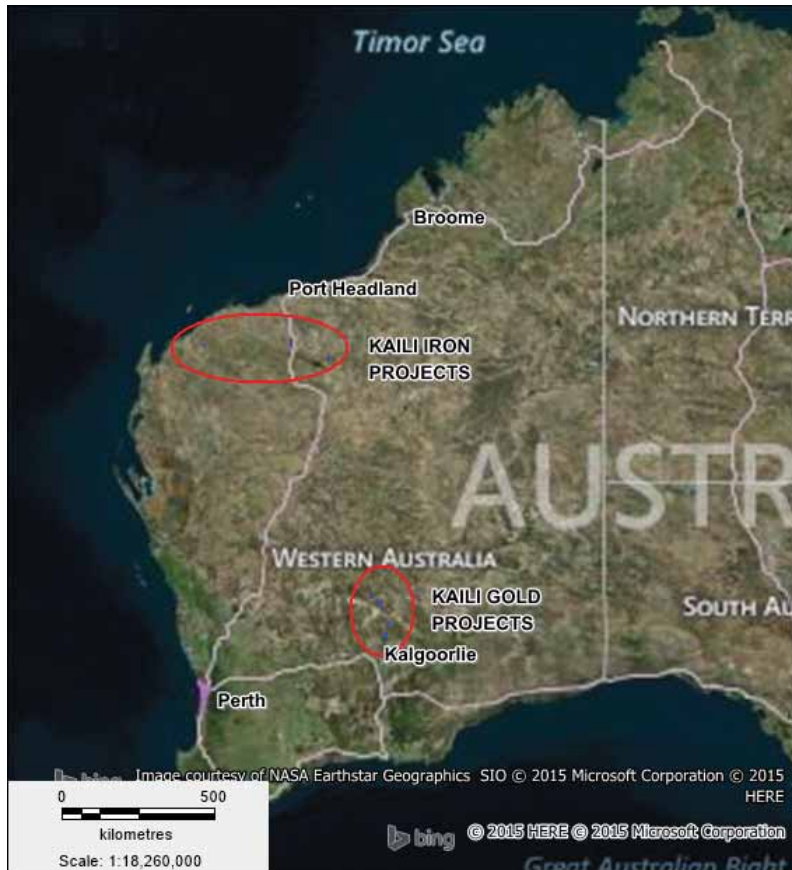 Timor Sea
Broome
Port Headland
NORTHERN TERR
KAILI IRON
PROJECTS
AUSTR
WESTERN AUSTRALIA
KAILI GOLD
PROJECTS
SOUTH AU
Kalgoorlie
Perth
bing Image courtesy of NASA Earthstar Geographics SIO © 2015 Microsoft Corporation © 2015
HERE
0 500
kilometres
Scale: 1:18,260,000
bing © 2015 HERE © 2015 Microsoft Corporation
Great Australian Bight